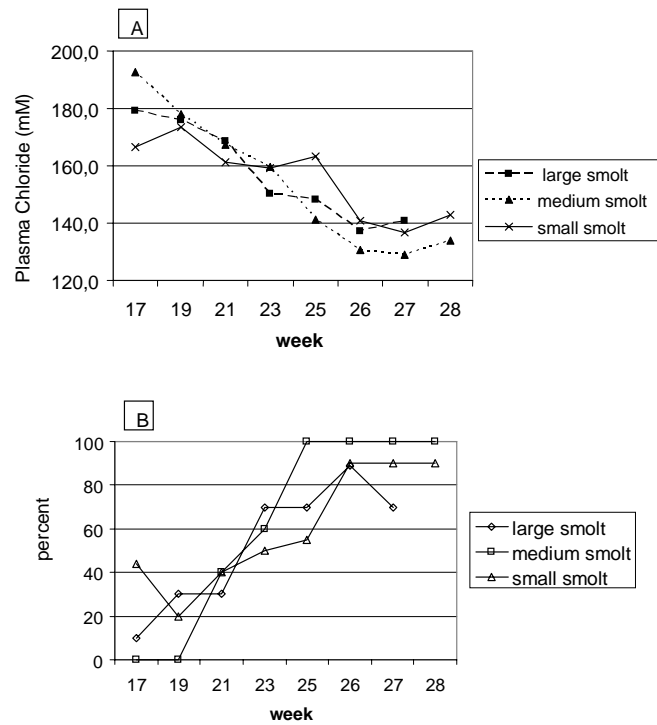 A
Plasma Chloride (mM)
200,0
180,0
160,0
140,0
120,0
17 19 21 23 25 26 27 28
week
large smolt
medium smolt
small smolt
B
percent
100
80
60
40
20
0
17 19 21 23 25 26 27 28
week
large smolt
medium smolt
small smolt